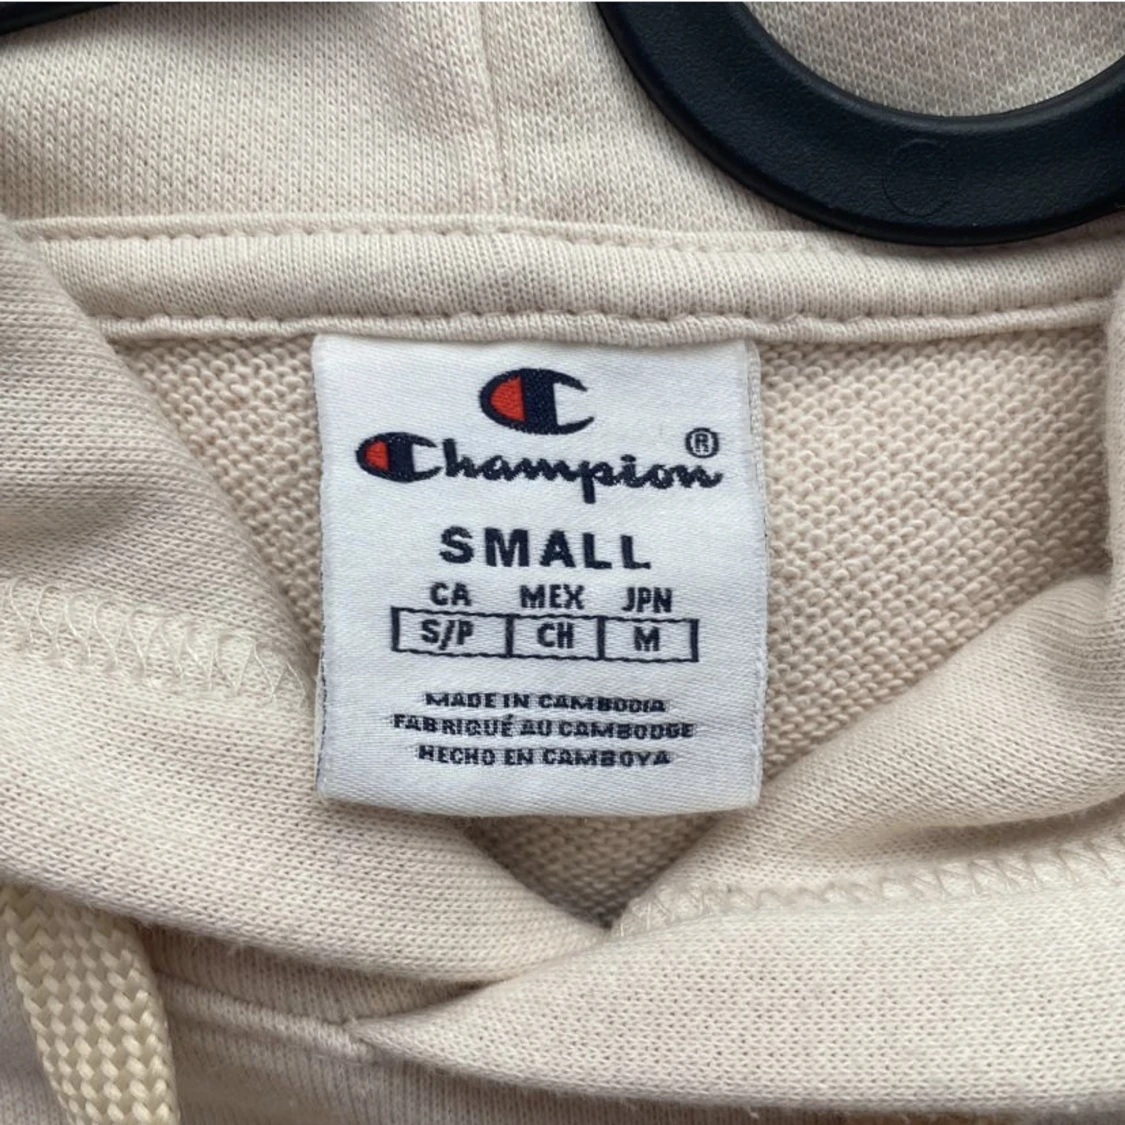 C
Champion®
SMALL
CA MEX JPN
S/P CH M
MADE IN CAMBODIA
FABRIQUÉ AU CAMBODGE
HECHO EN CAMBOYA